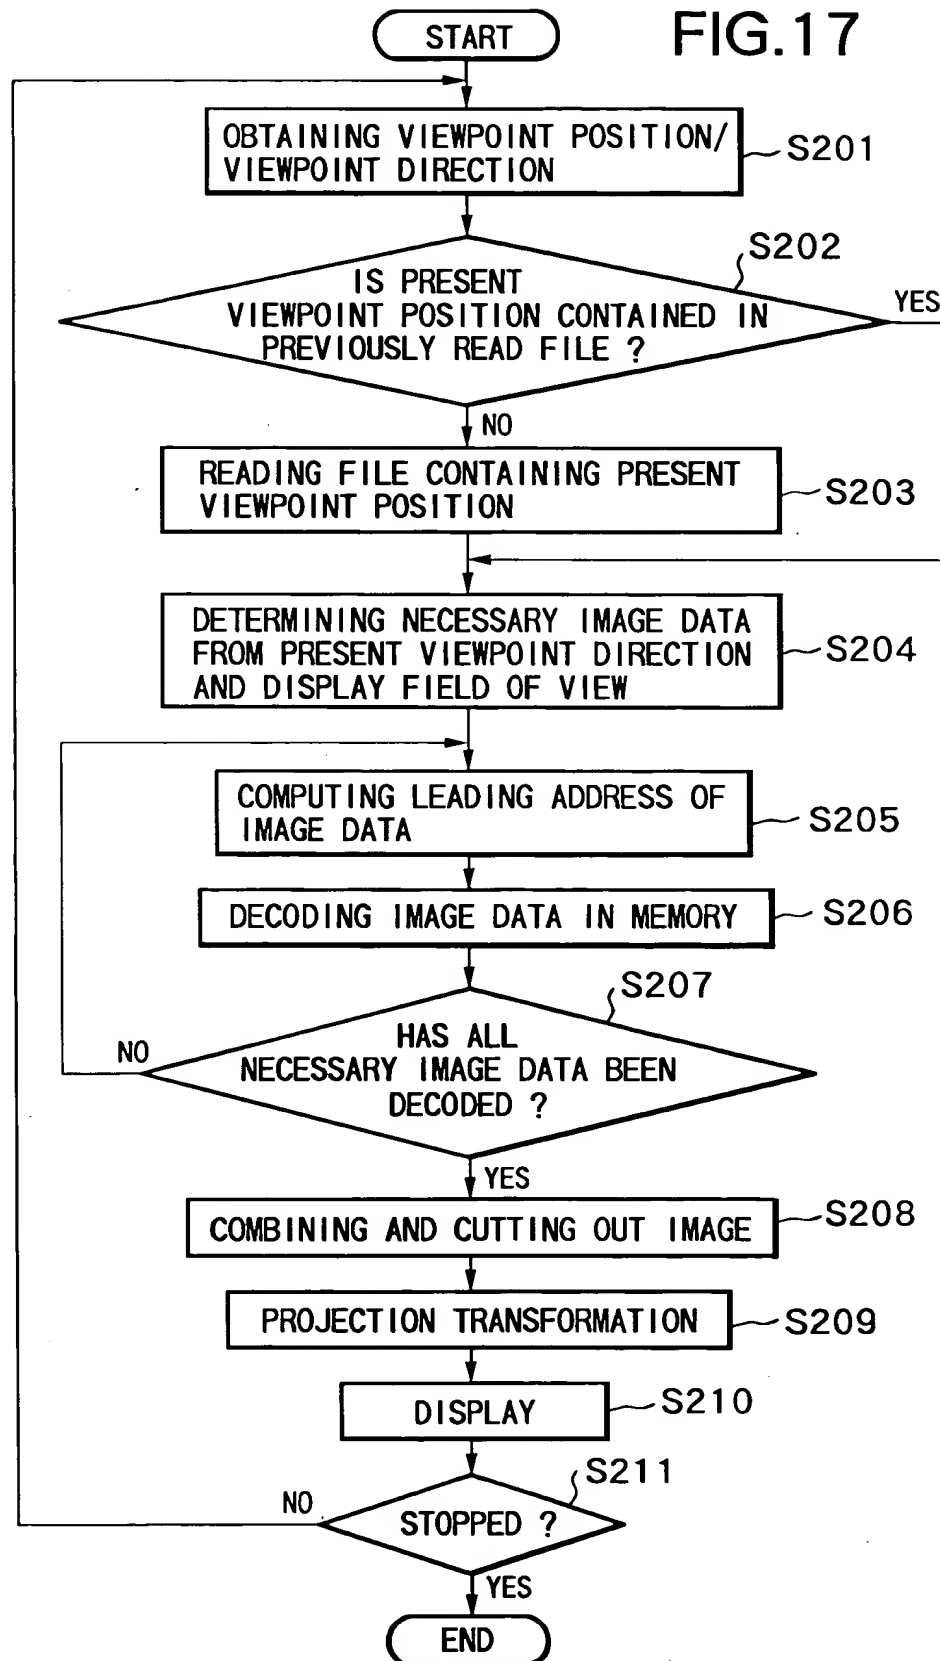 FIG.17
START
OBTAINING VIEWPOINT POSITION/
VIEWPOINT DIRECTION
S201
S202
IS PRESENT
VIEWPOINT POSITION CONTAINED IN
PREVIOUSLY READ FILE ?
YES
NO
READING FILE CONTAINING PRESENT
VIEWPOINT POSITION
S203
DETERMINING NECESSARY IMAGE DATA
FROM PRESENT VIEWPOINT DIRECTION
AND DISPLAY FIELD OF VIEW
S204
COMPUTING LEADING ADDRESS OF
IMAGE DATA
S205
DECODING IMAGE DATA IN MEMORY
S206
S207
HAS ALL
NECESSARY IMAGE DATA BEEN
DECODED ?
NO
YES
COMBINING AND CUTTING OUT IMAGE
S208
PROJECTION TRANSFORMATION
S209
DISPLAY
S210
S211
STOPPED ?
NO
YES
END